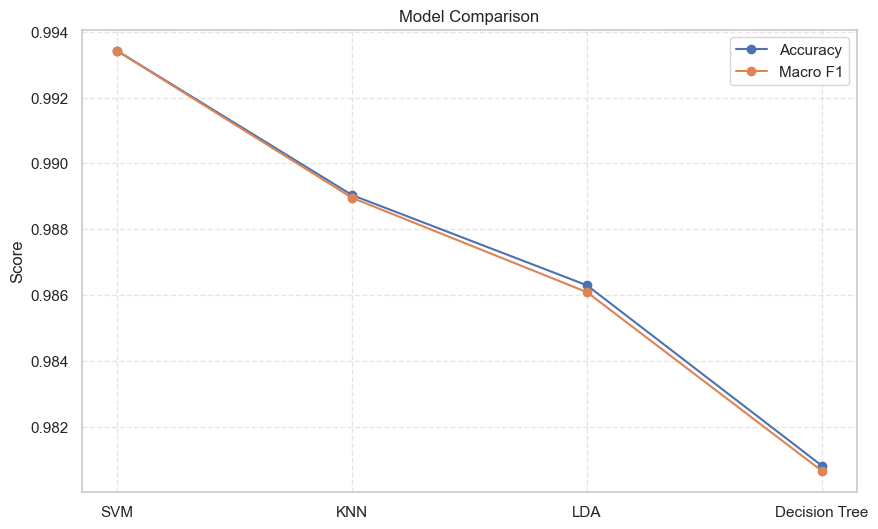 Model Comparison
Accuracy
Macro F1
Score
0.994
0.992
0.990
0.988
0.986
0.984
0.982
SVM
KNN
LDA
Decision Tree